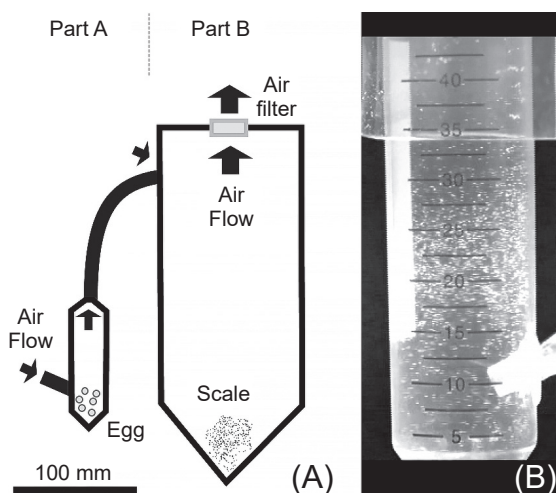 Part A
Part B
Air
filter
Air
Flow
Air
Flow
Scale
Egg
100 mm
(A)
40
35
30
25
20
15
10
5
(B)